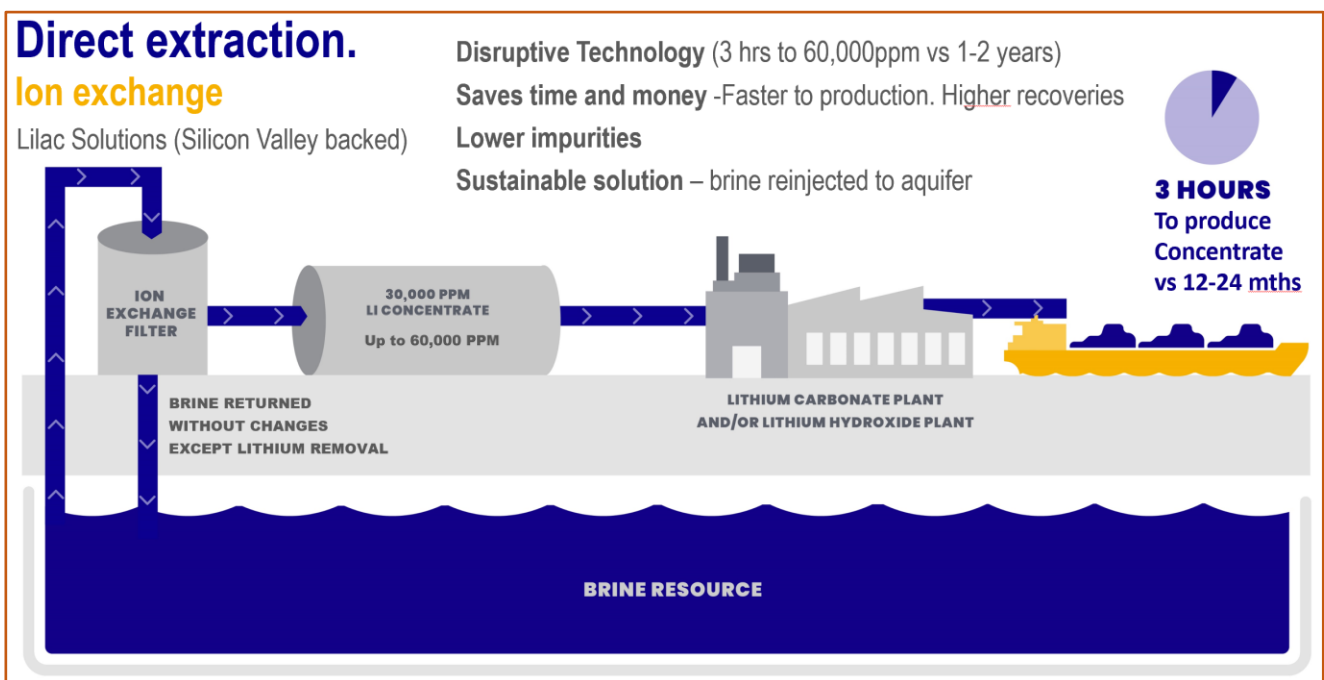 Direct extraction.
Ion exchange
Lilac Solutions (Silicon Valley backed)
Disruptive Technology (3 hrs to 60,000ppm vs 1-2 years)
Saves time and money -Faster to production. Higher recoveries
Lower impurities
Sustainable solution – brine reinjected to aquifer
3 HOURS
To produce
Concentrate
vs 12-24 mths
ION
EXCHANGE
FILTER
30,000 PPM
LI CONCENTRATE
Up to 60,000 PPM
BRINE RETURNED
WITHOUT CHANGES
EXCEPT LITHIUM REMOVAL
LITHIUM CARBONATE PLANT
AND/OR LITHIUM HYDROXIDE PLANT
BRINE RESOURCE